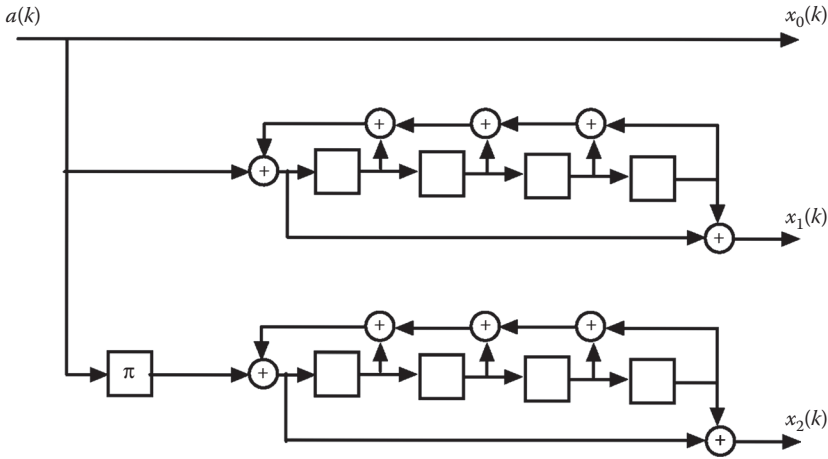 a(k)
x₀(k)
+
+
+
+
x₁(k)
+
+
+
+
π
+
x₂(k)
+